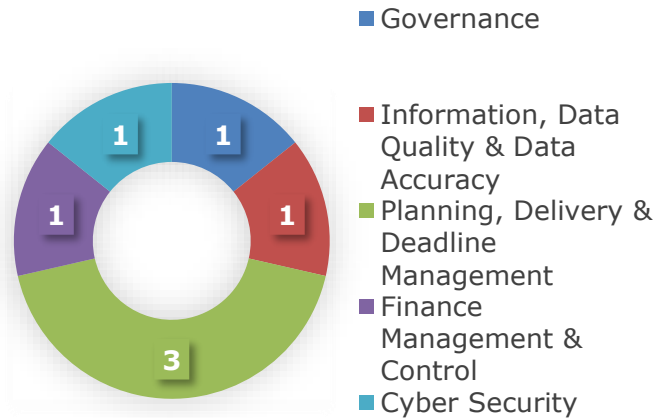 Governance
1
1
Information, Data
Quality & Data
Accuracy
1
1
Planning, Delivery &
Deadline
Management
Finance
Management &
Control
3
Cyber Security